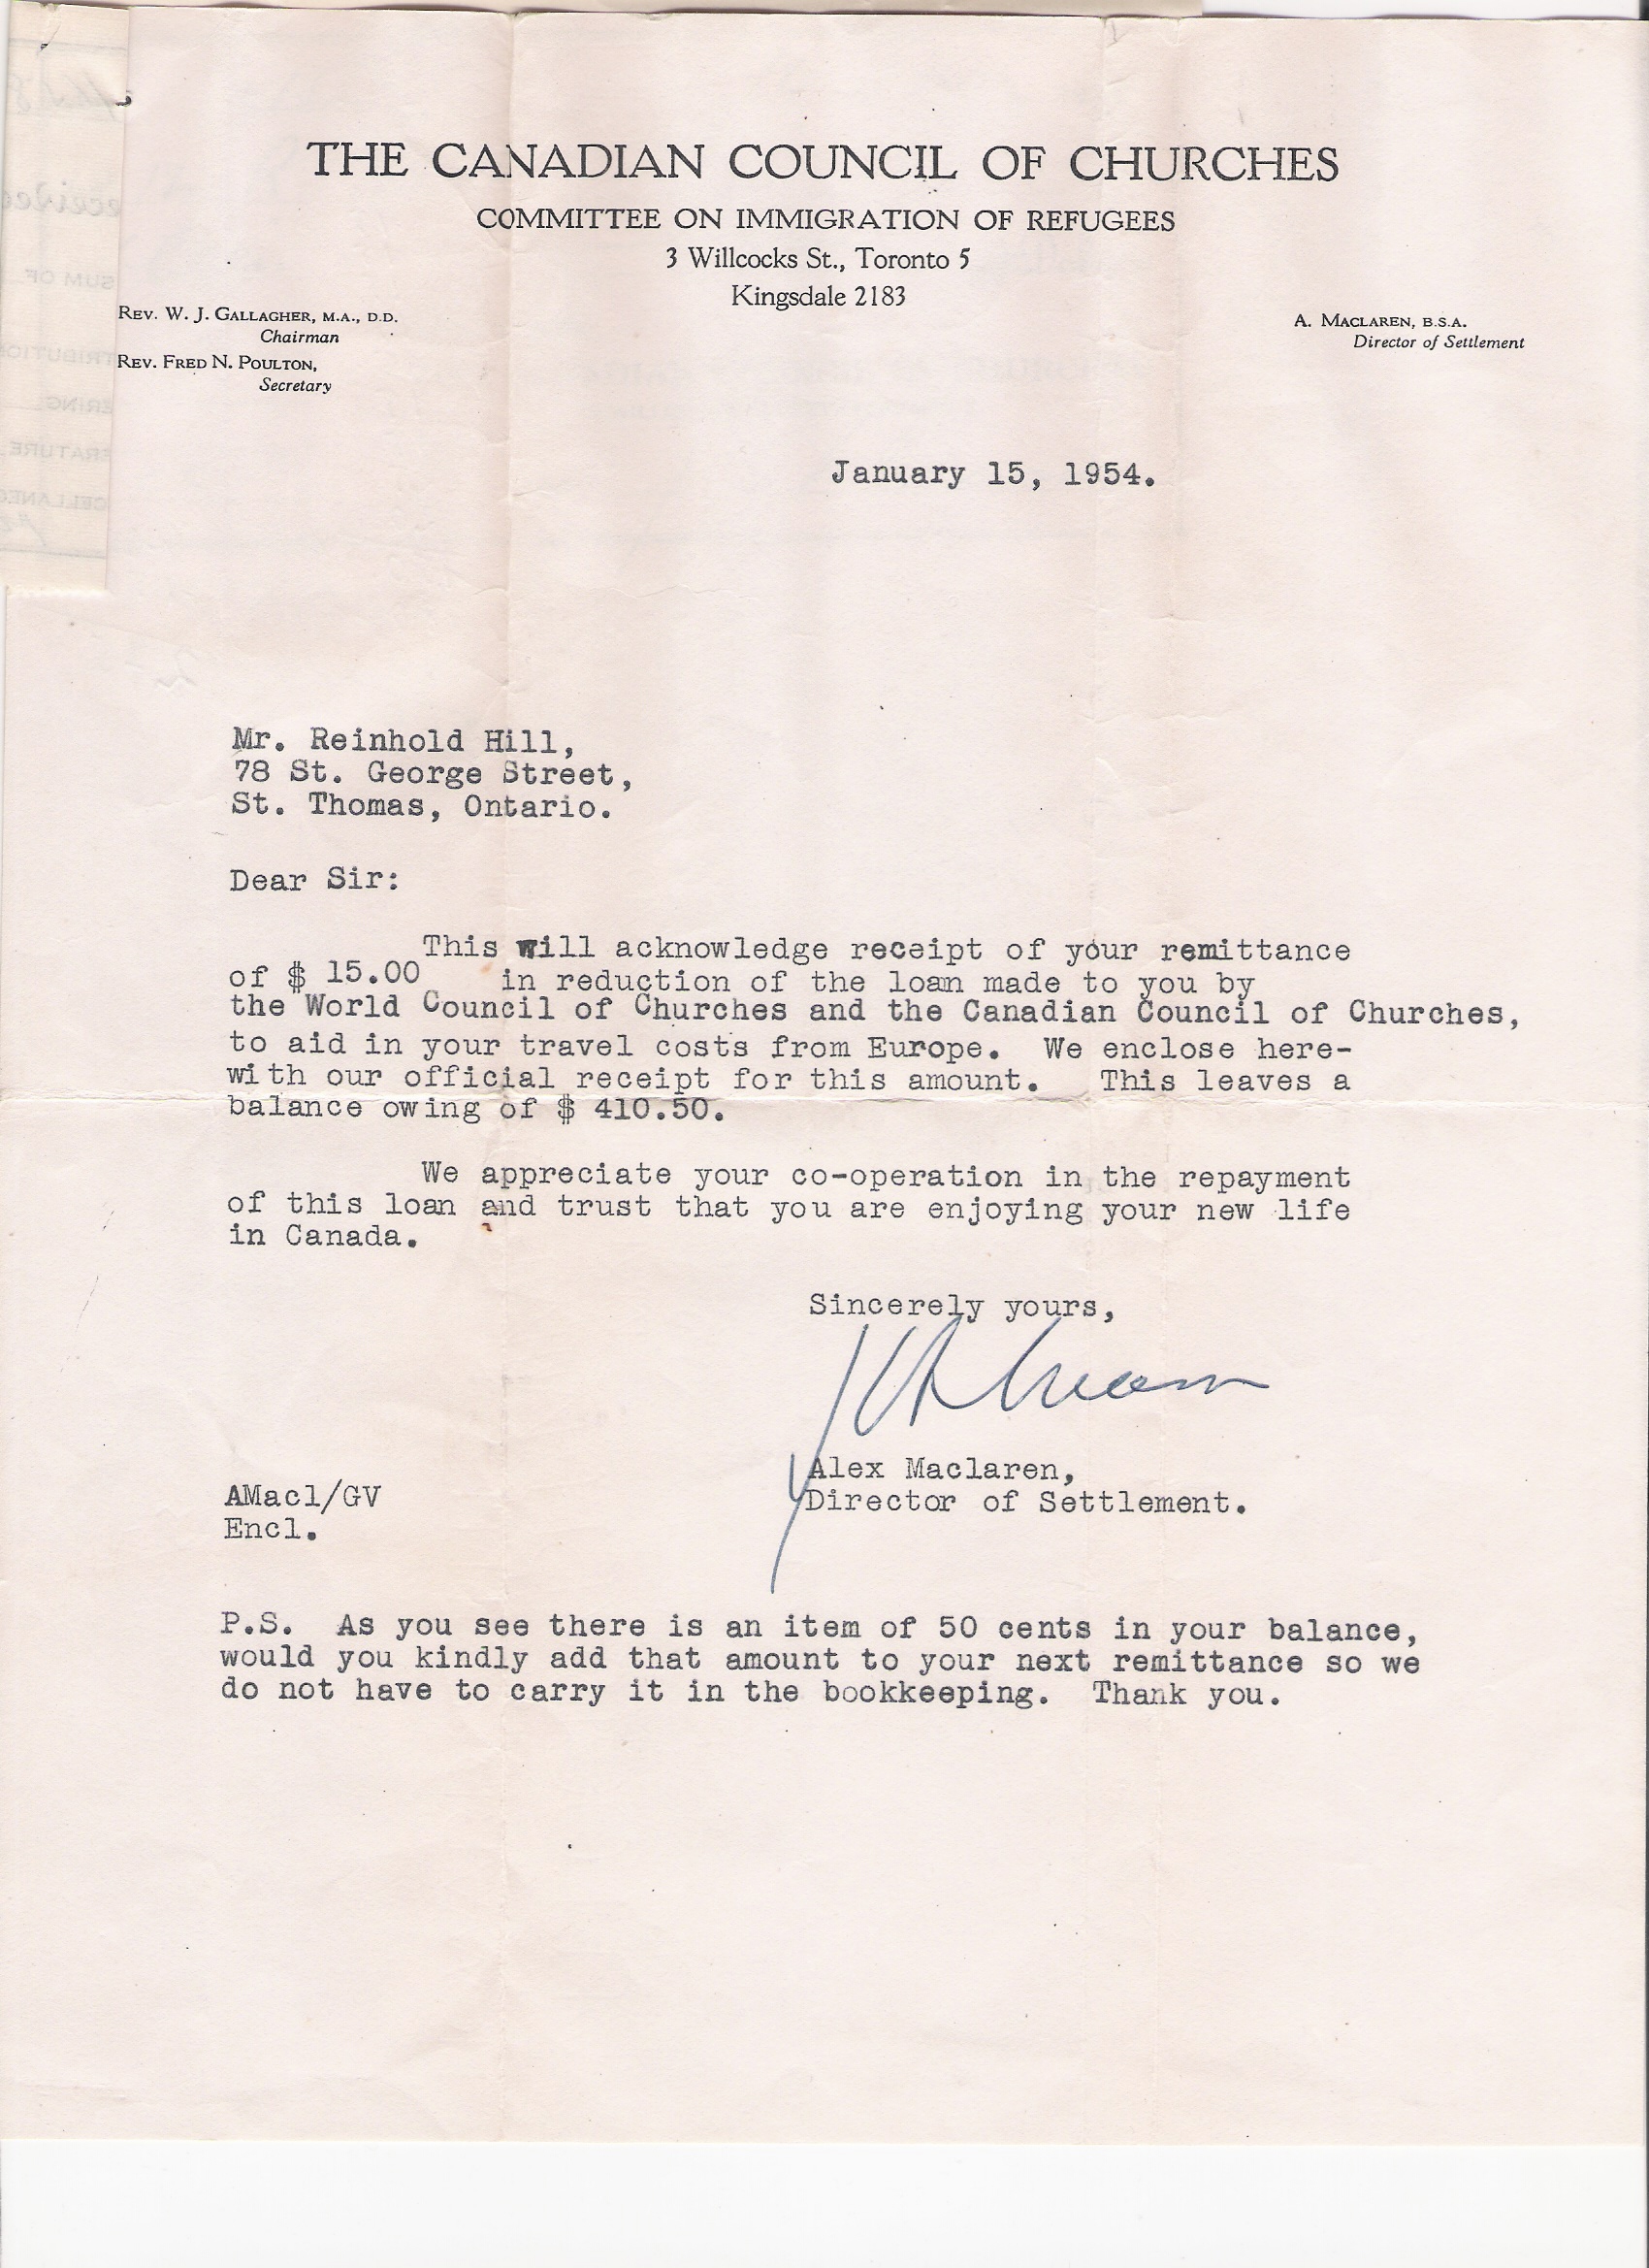 THE CANADIAN COUNCIL OF CHURCHES
COMMITTEE ON IMMIGRATION OF REFUGEES
3 Willcocks St., Toronto 5
Kingsdale 2183
REV. W. J. GALLAGHER, M.A., D.D.
Chairman
REV. FRED N. POULTON,
Secretary
A. MACLAREN, B.S.A.
Director of Settlement
January 15, 1954.
Mr. Reinhold Hill,
78 St. George Street,
St. Thomas, Ontario.
Dear Sir:
This will acknowledge receipt of your remittance
of $ 15.00 in reduction of the loan made to you by
the World Council of Churches and the Canadian Council of Churches,
to aid in your travel costs from Europe. We enclose here-
with our official receipt for this amount. This leaves a
balance owing of $ 410.50.
We appreciate your co-operation in the repayment
of this loan and trust that you are enjoying your new life
in Canada.
Sincerely yours,
Alex Maclaren,
Director of Settlement.
AMacl/GV
Encl.
P.S. As you see there is an item of 50 cents in your balance,
would you kindly add that amount to your next remittance so we
do not have to carry it in the bookkeeping. Thank you.